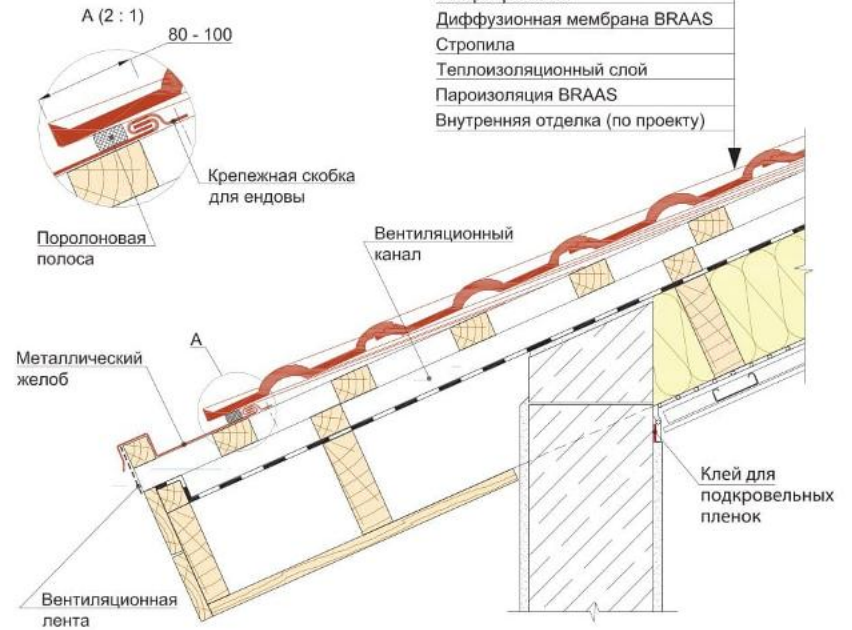 А (2 : 1)
80 - 100
Диффузионная мембрана BRAAS
Стропила
Теплоизоляционный слой
Пароизоляция BRAAS
Внутренняя отделка (по проекту)
Крепежная скобка
для ендовы
Поролоновая
полоса
Вентиляционный
канал
А
Металлический
желоб
Клей для
подкровельных
пленок
Вентиляционная
лента